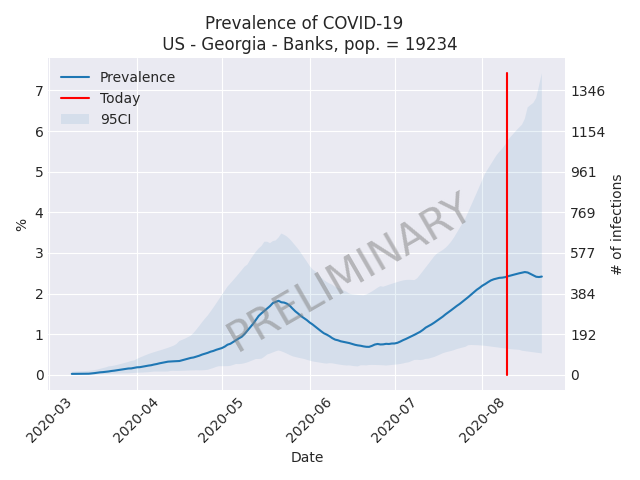 Prevalence of COVID-19
US - Georgia - Banks, pop. = 19234
Prevalence
Today
95CI
PRELIMINARY
%
7
6
5
4
3
2
1
0
1346
1154
961
769
577
384
192
0
# of infections
2020-03
2020-04
2020-05
2020-06
2020-07
2020-08
Date